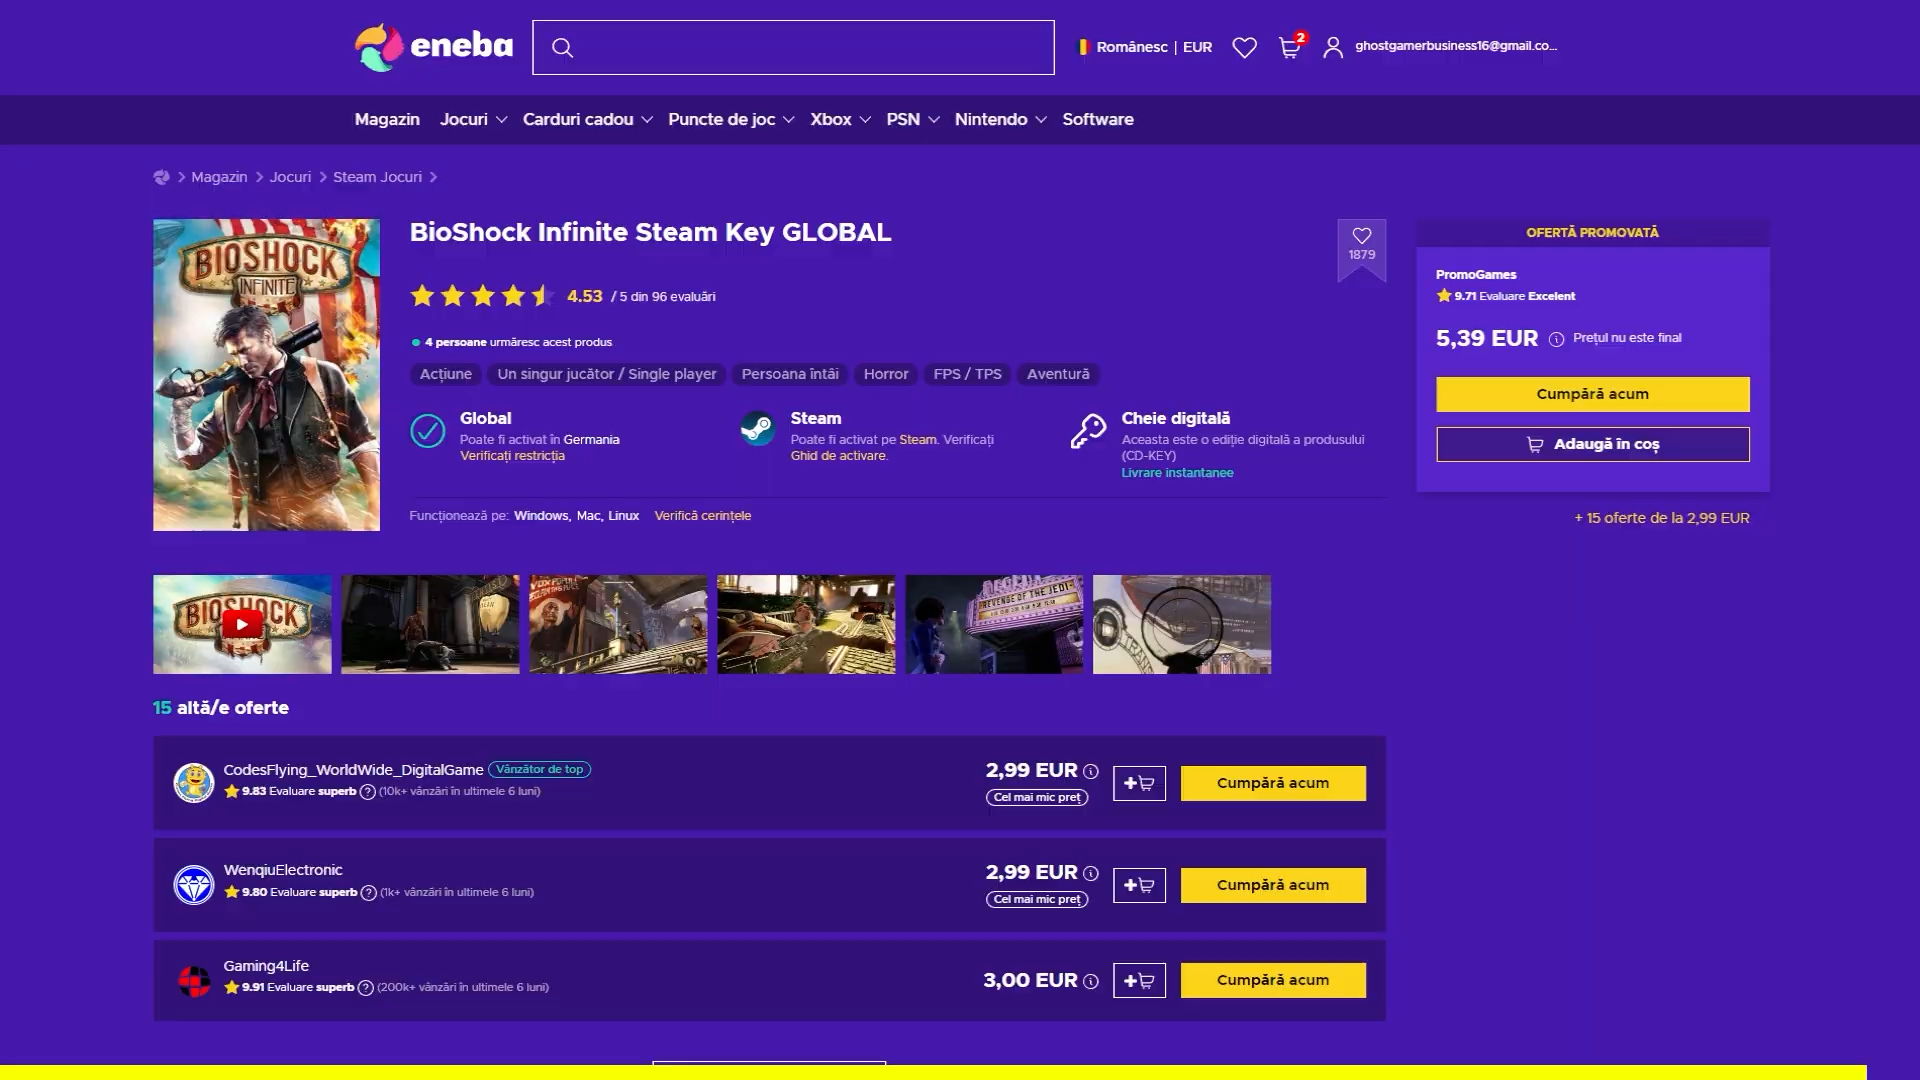 eneba
Românesc | EUR
2
ghostgamerbusiness16@gmail.co...
Magazin Jocuri Carduri cadou Puncte de joc Xbox PSN Nintendo Software
Magazin Jocuri Steam Jocuri
BIOSHOCK
INFINITE
BioShock Infinite Steam Key GLOBAL
1879
4.53 / 5 din 96 evaluări
4 persoane urmăresc acest produs
Acțiune Un singur jucător / Single player Persoana întâi Horror FPS / TPS Aventură
Global
Poate fi activat în Germania
Verificați restricția
Steam
Poate fi activat pe Steam. Verificați
Ghid de activare.
Cheie digitală
Aceasta este o ediție digitală a produsului
(CD-KEY)
Livrare instantanee
Funcționează pe: Windows, Mac, Linux Verifică cerințele
OFERTĂ PROMOVATĂ
PromoGames
9.71 Evaluare Excelent
5,39 EUR Prețul nu este final
Cumpără acum
Adaugă în coș
+ 15 oferte de la 2,99 EUR
BIOSHOCK
REVENGE OF THE JEDI
15 altă/e oferte
CodesFlying_WorldWide_DigitalGame Vânzător de top
9.83 Evaluare superb ? (10k+ vânzări în ultimele 6 luni)
2,99 EUR
Cel mai mic preț
Cumpără acum
WenqiuElectronic
9.80 Evaluare superb ? (1k+ vânzări în ultimele 6 luni)
2,99 EUR
Cel mai mic preț
Cumpără acum
Gaming4Life
9.91 Evaluare superb ? (200k+ vânzări în ultimele 6 luni)
3,00 EUR
Cumpără acum